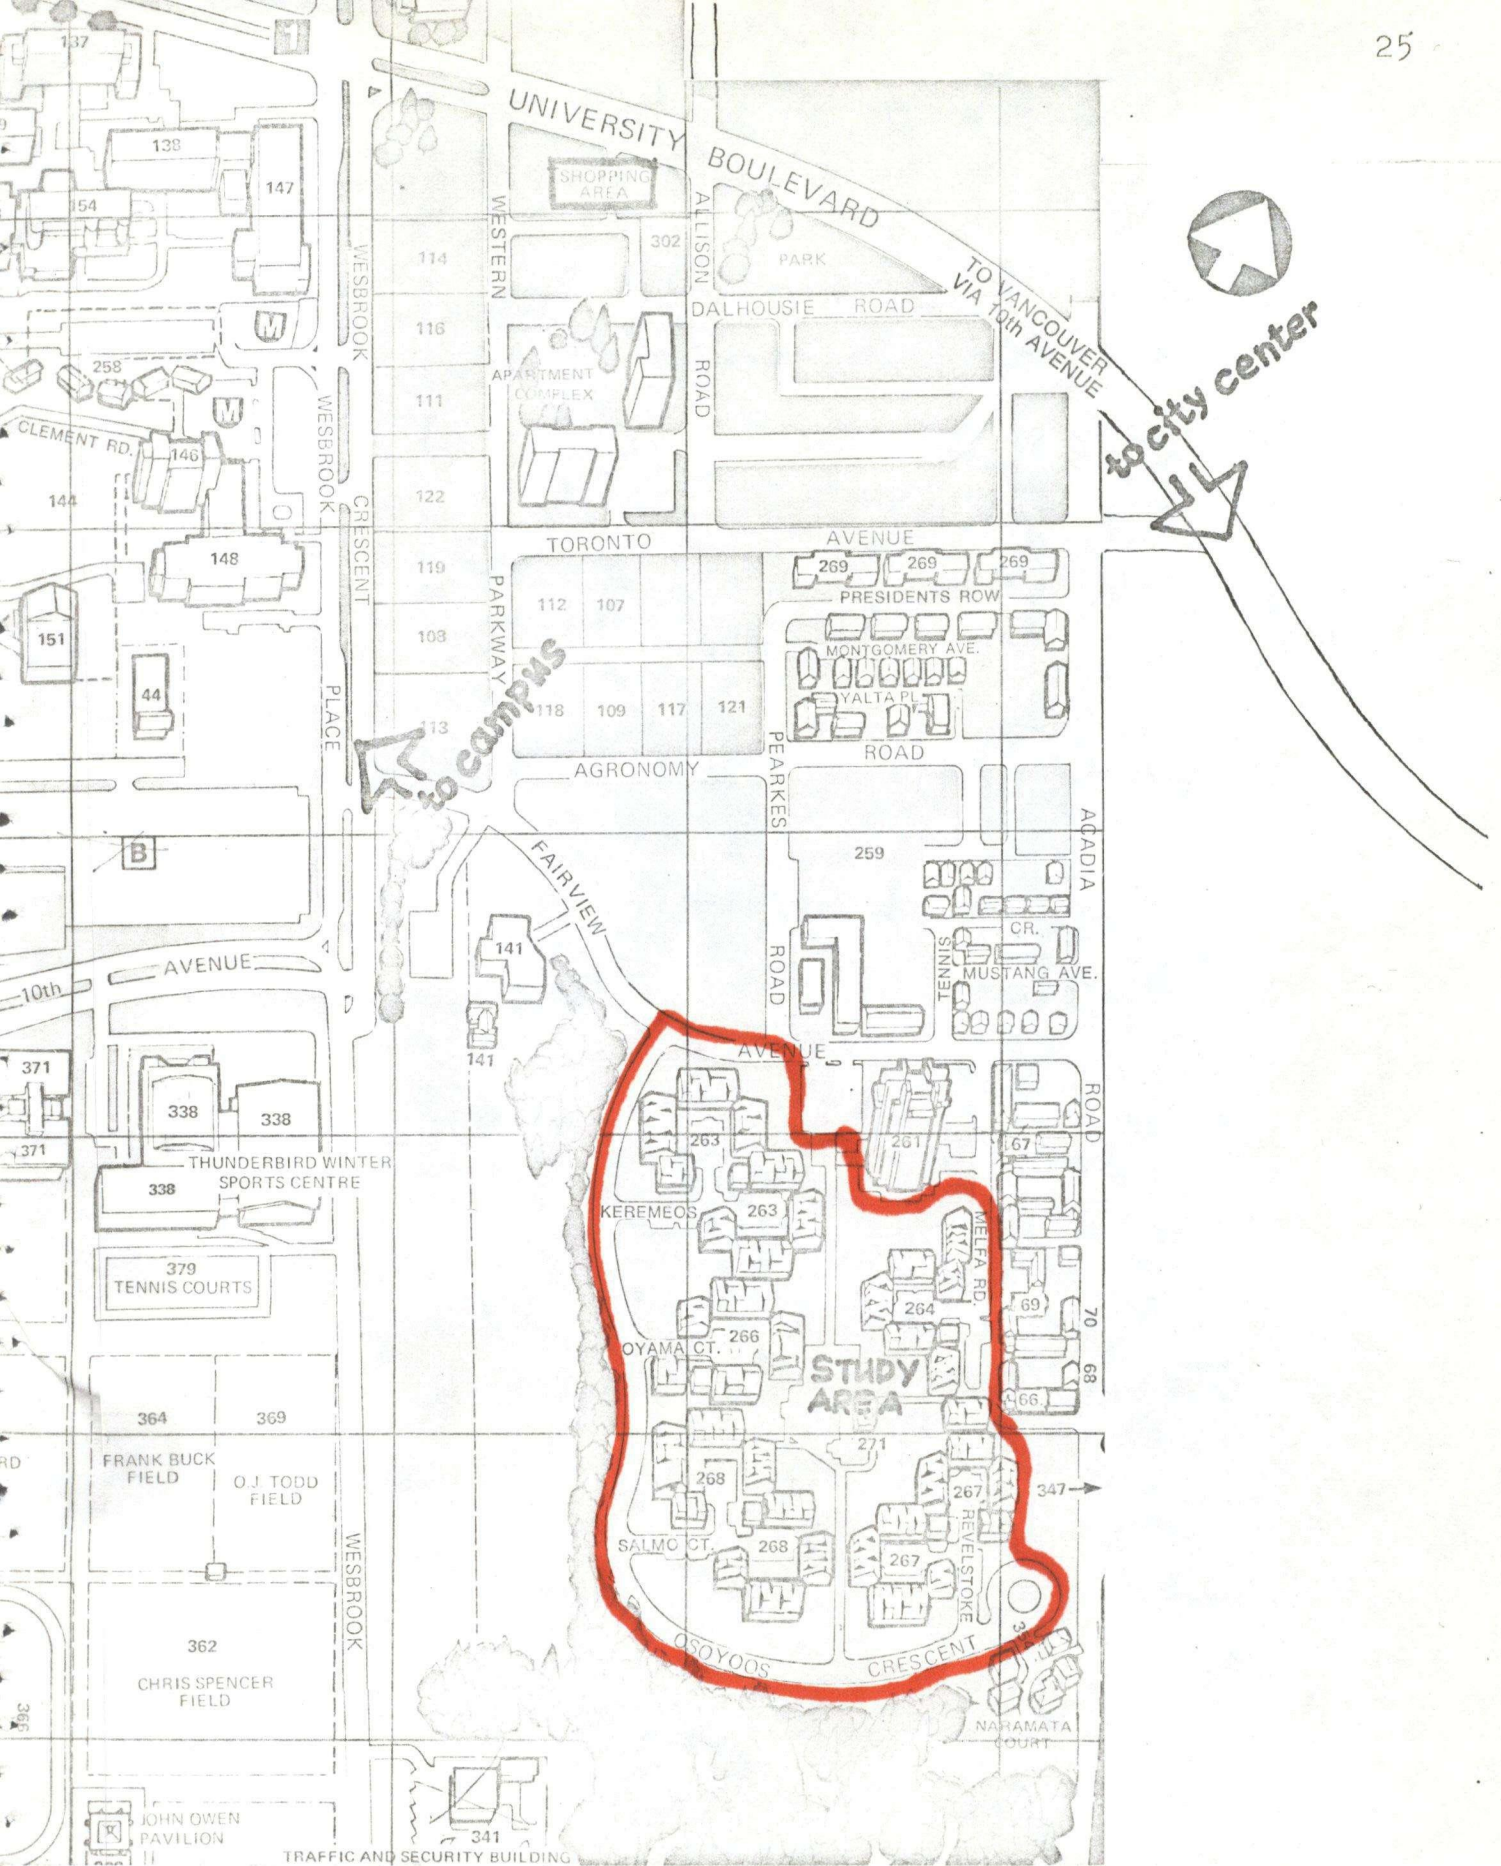 25
137
1
UNIVERSITY BOULEVARD
138
147
154
SHOPPING
AREA
WESTERN
ALLISON
302
114
PARK
TO VANCOUVER
VIA 10th AVENUE
to city center
WESBROOK
DALHOUSIE ROAD
M
116
258
APARTMENT
COMPLEX
ROAD
111
M
WESBROOK
CLEMENT RD.
146
144
122
CRESCENT
148
TORONTO AVENUE
119
269
269
269
PRESIDENTS ROW
112
107
PARKWAY
151
108
MONTGOMERY AVE.
44
PLACE
YALTA PL.
118
109
117
121
113
to campus
ROAD
AGRONOMY
PEARKES
ACADIA
B
259
FAIRVIEW
CR.
141
ROAD
TENNIS
MUSTANG AVE.
10th AVENUE
141
AVENUE
371
338
338
ROAD
263
261
67
371
THUNDERBIRD WINTER
SPORTS CENTRE
338
KEREMEOS
263
MELFA RD.
379
TENNIS COURTS
264
69
70
266
OYAMA CT.
STUDY
AREA
68
66
364
369
271
FRANK BUCK
FIELD
O.J. TODD
FIELD
268
267
347
REVELSTOKE
SALMO CT.
268
267
WESBROOK
362
CHRIS SPENCER
FIELD
OSOYOOS CRESCENT
366
NARAMATA
COURT
JOHN OWEN
PAVILION
341
TRAFFIC AND SECURITY BUILDING